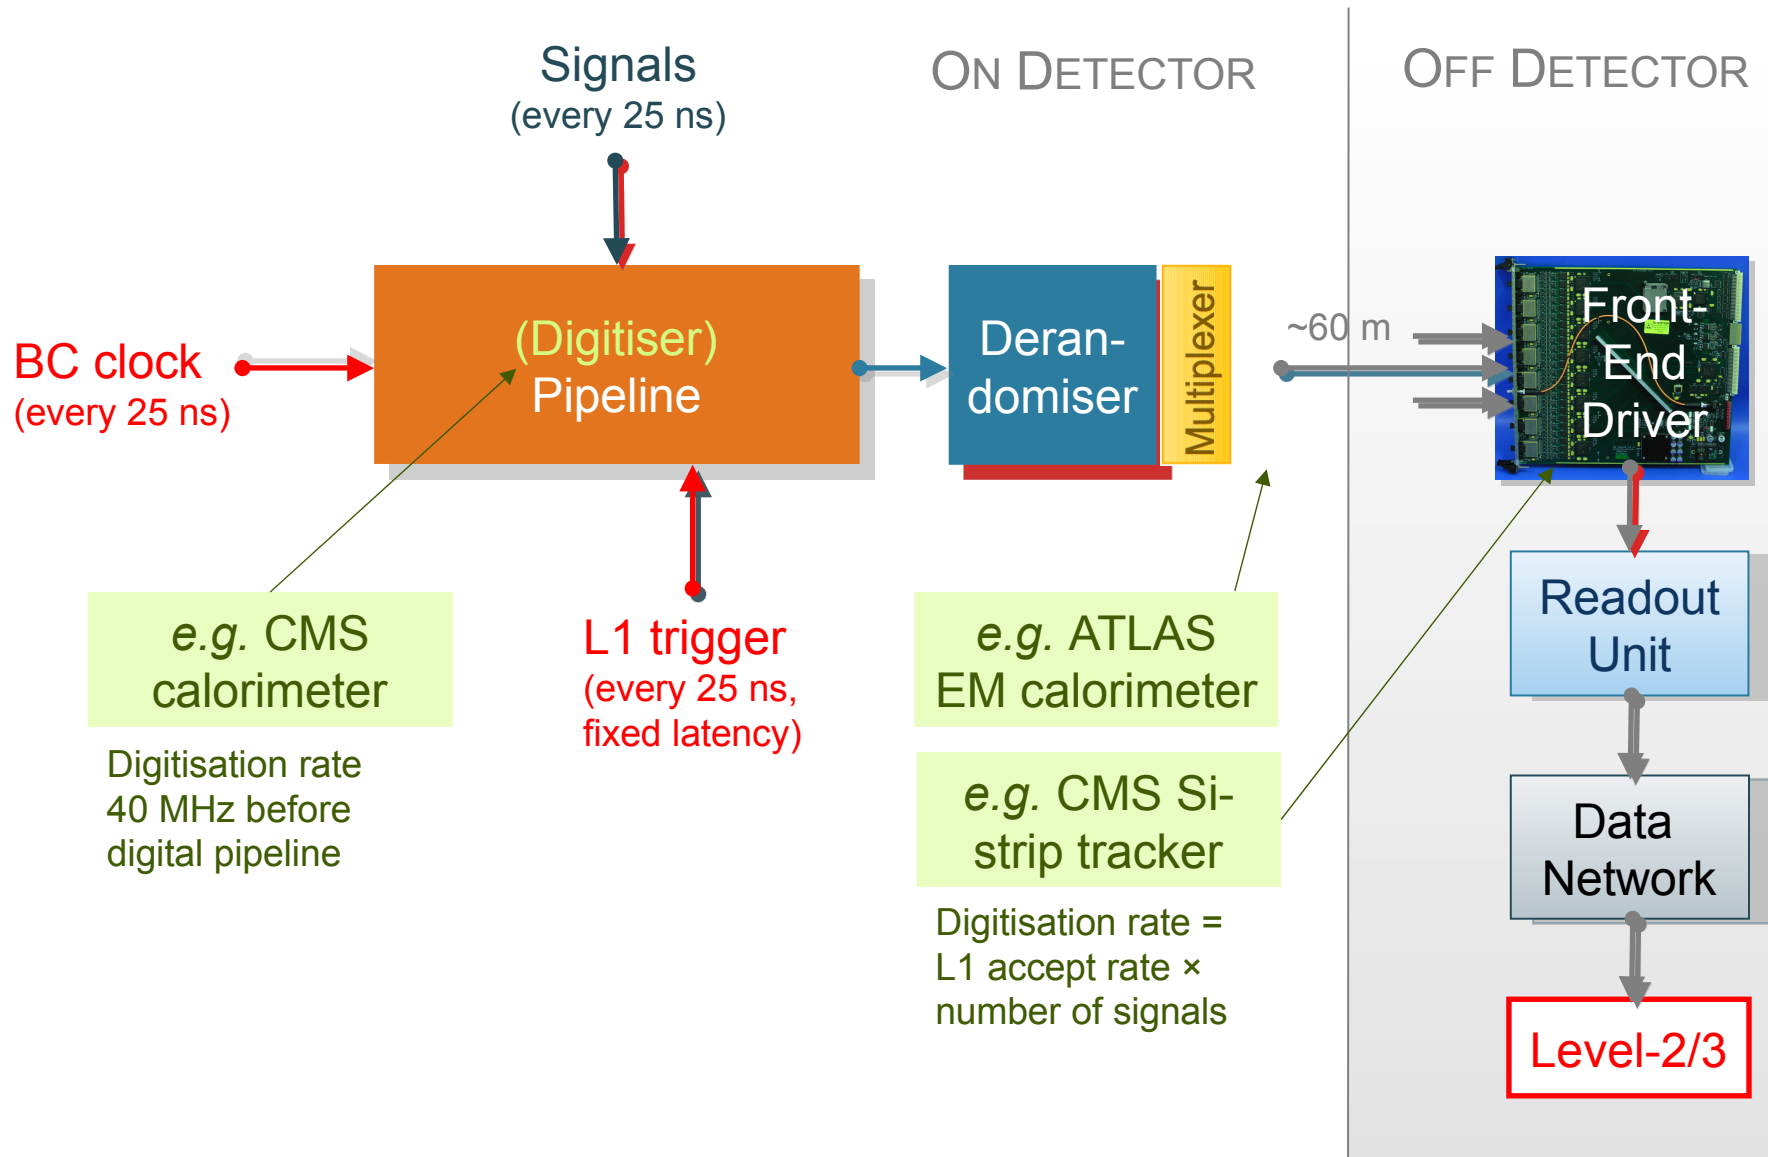 Signals
(every 25 ns)
ON DETECTOR
OFF DETECTOR
BC clock
(every 25 ns)
(Digitiser)
Pipeline
Deran-
domiser
Multiplexer
~60 m
Front-
End
Driver
e.g. CMS
calorimeter
Digitisation rate
40 MHz before
digital pipeline
L1 trigger
(every 25 ns,
fixed latency)
e.g. ATLAS
EM calorimeter
e.g. CMS Si-
strip tracker
Digitisation rate =
L1 accept rate ×
number of signals
Readout
Unit
Data
Network
Level-2/3